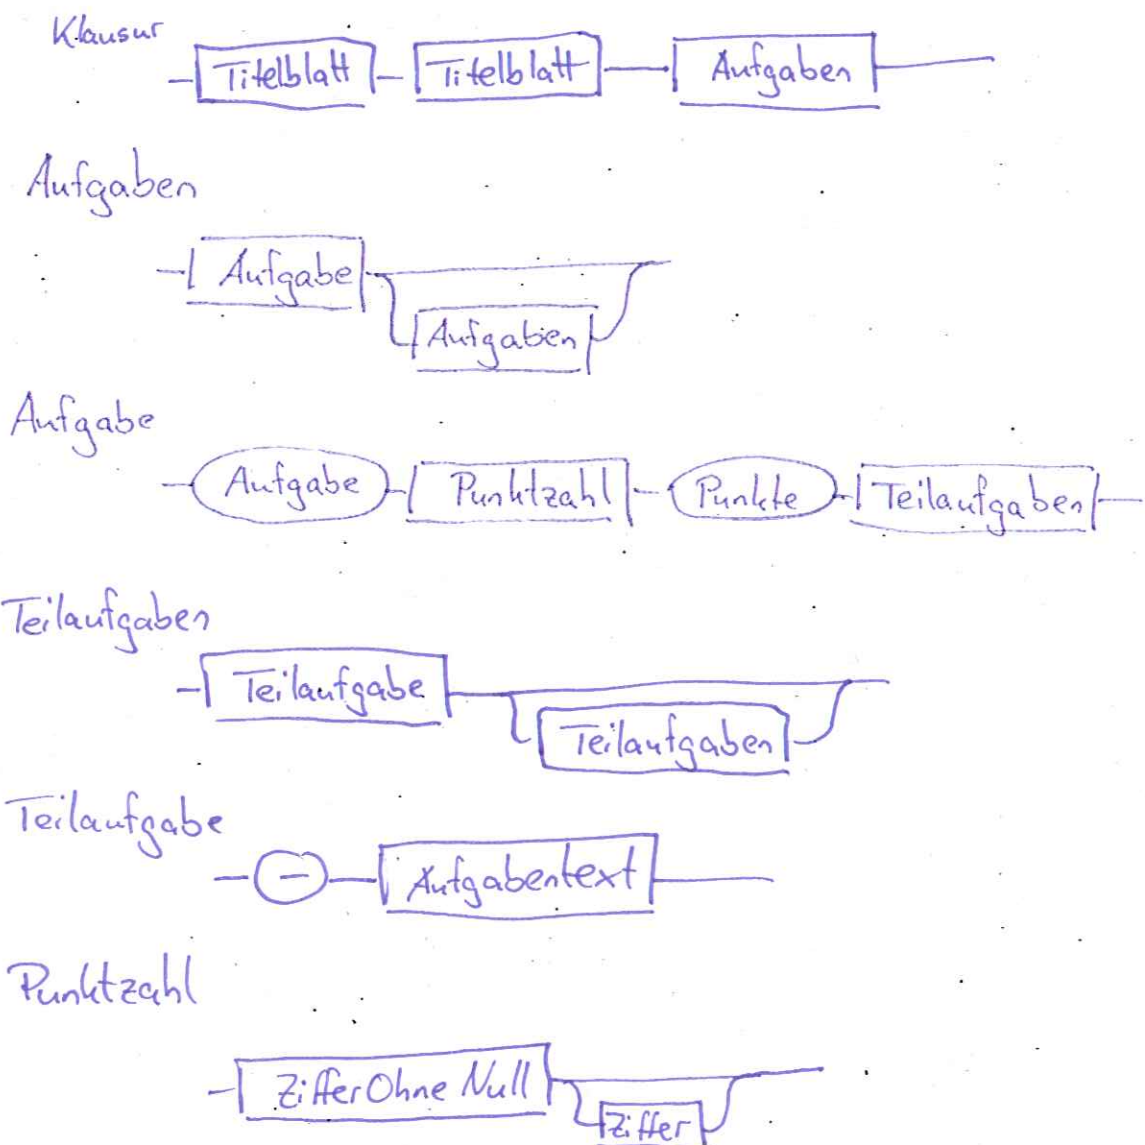 Klausur
Titelblatt Titelblatt Aufgaben
Aufgaben
Aufgabe
Aufgaben
Aufgabe
Aufgabe Punktzahl Punkte Teilaufgaben
Teilaufgaben
Teilaufgabe
Teilaufgaben
Teilaufgabe
- Aufgabentext
Punktzahl
ZifferOhneNull
Ziffer